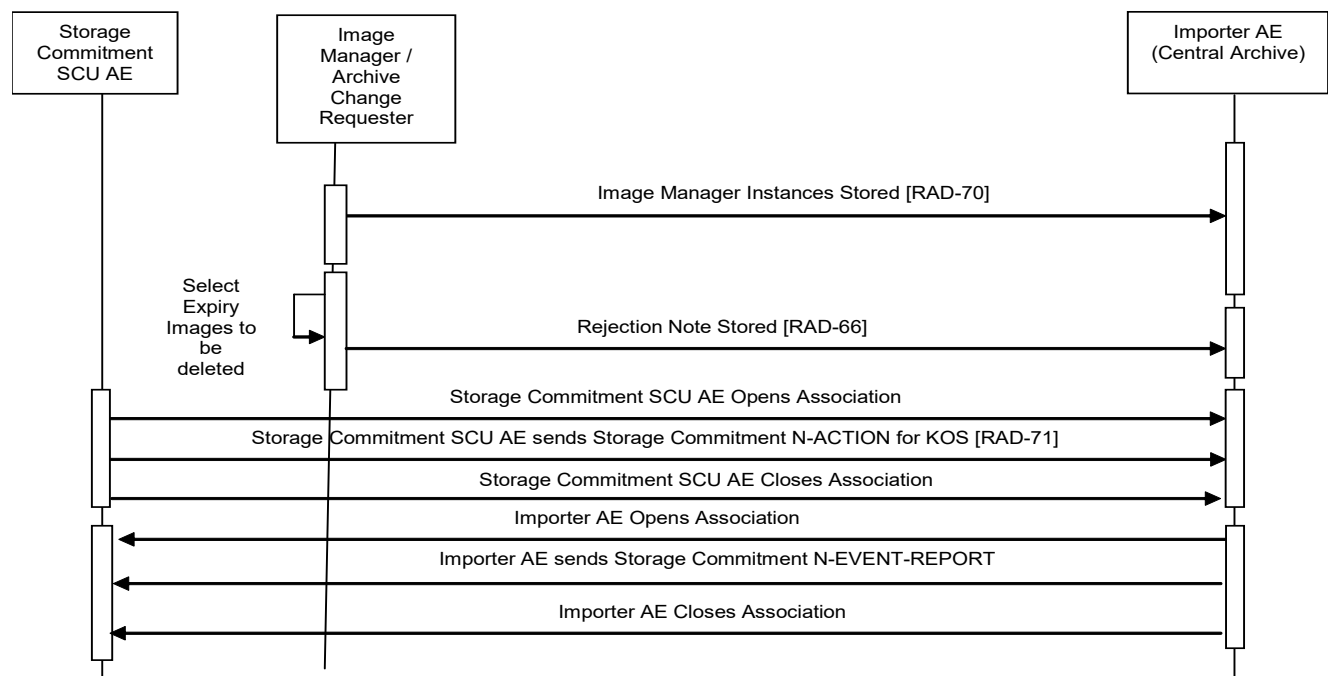 Storage
Commitment
SCU AE
Image
Manager /
Archive
Change
Requester
Importer AE
(Central Archive)
Image Manager Instances Stored [RAD-70]
Select
Expiry
Images to
be
deleted
Rejection Note Stored [RAD-66]
Storage Commitment SCU AE Opens Association
Storage Commitment SCU AE sends Storage Commitment N-ACTION for KOS [RAD-71]
Storage Commitment SCU AE Closes Association
Importer AE Opens Association
Importer AE sends Storage Commitment N-EVENT-REPORT
Importer AE Closes Association